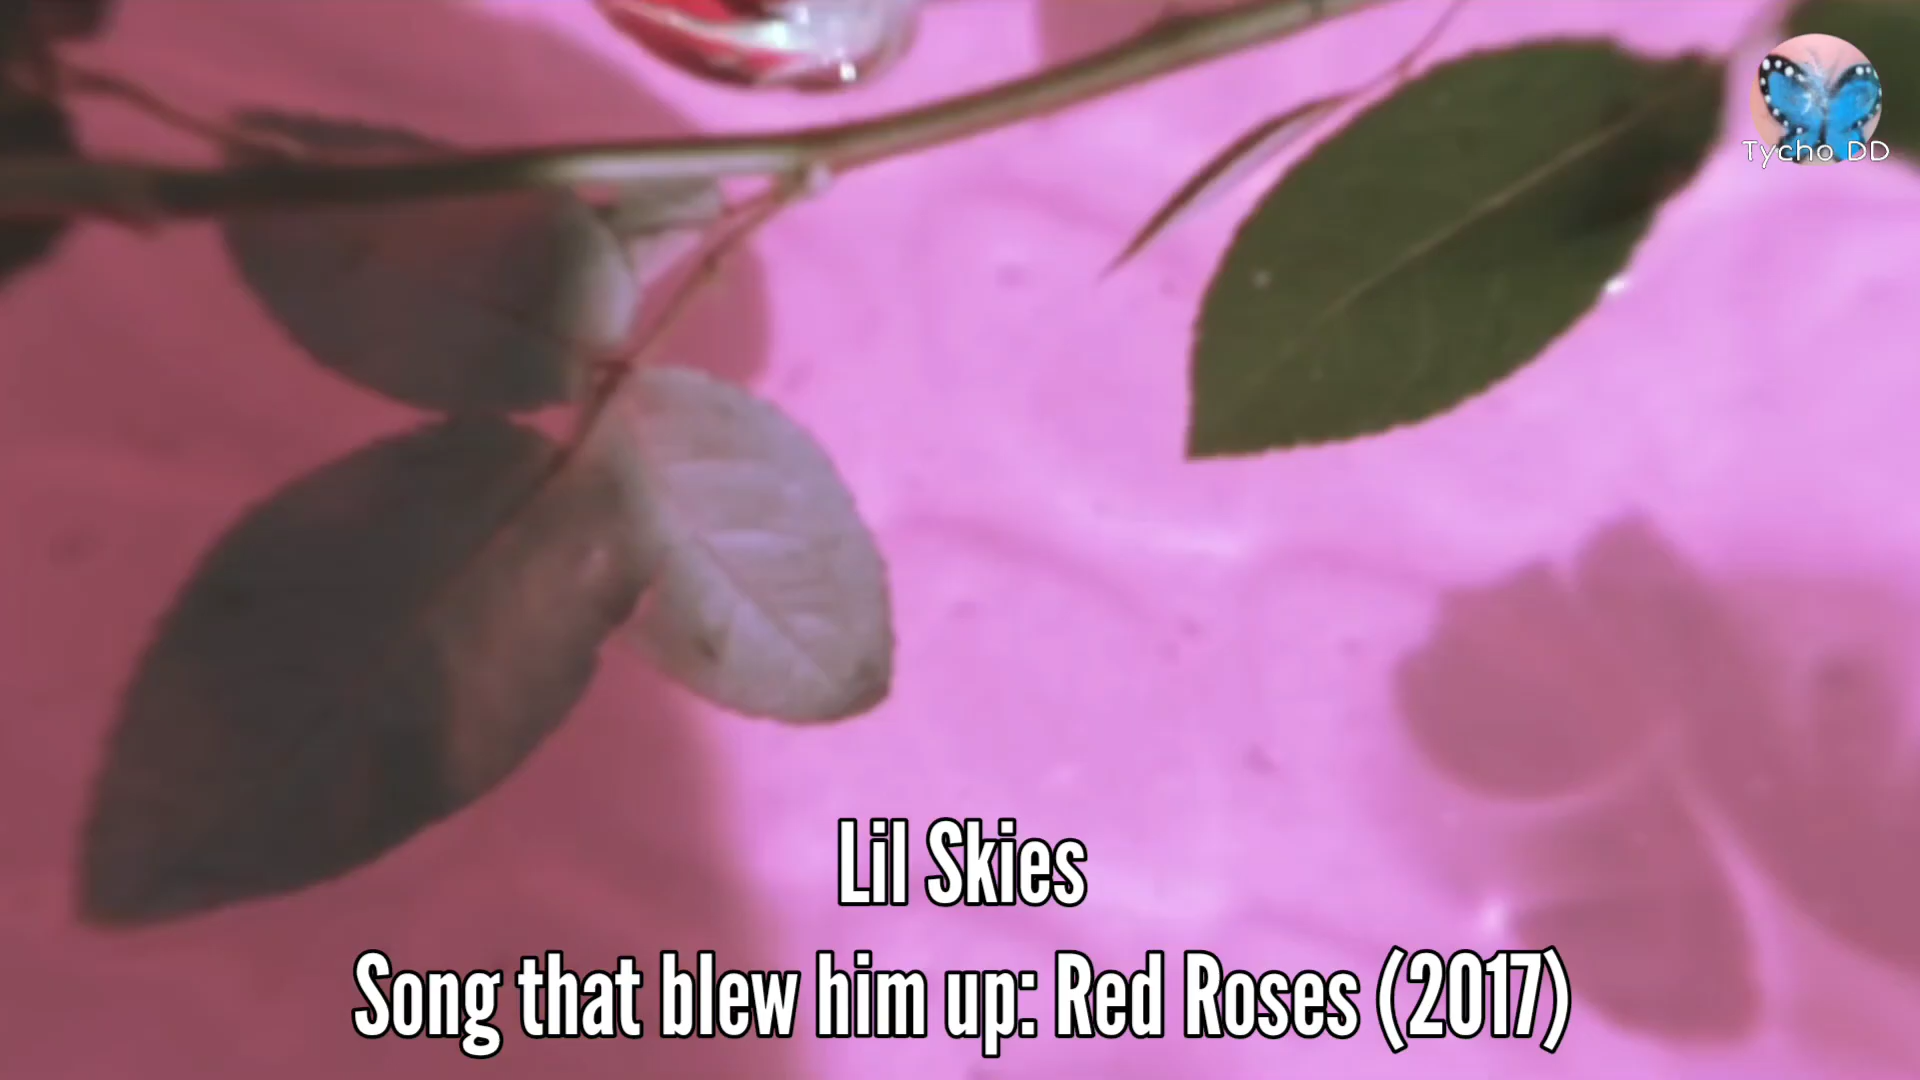 Tycho DD
Lil Skies
Song that blew him up: Red Roses (2017)